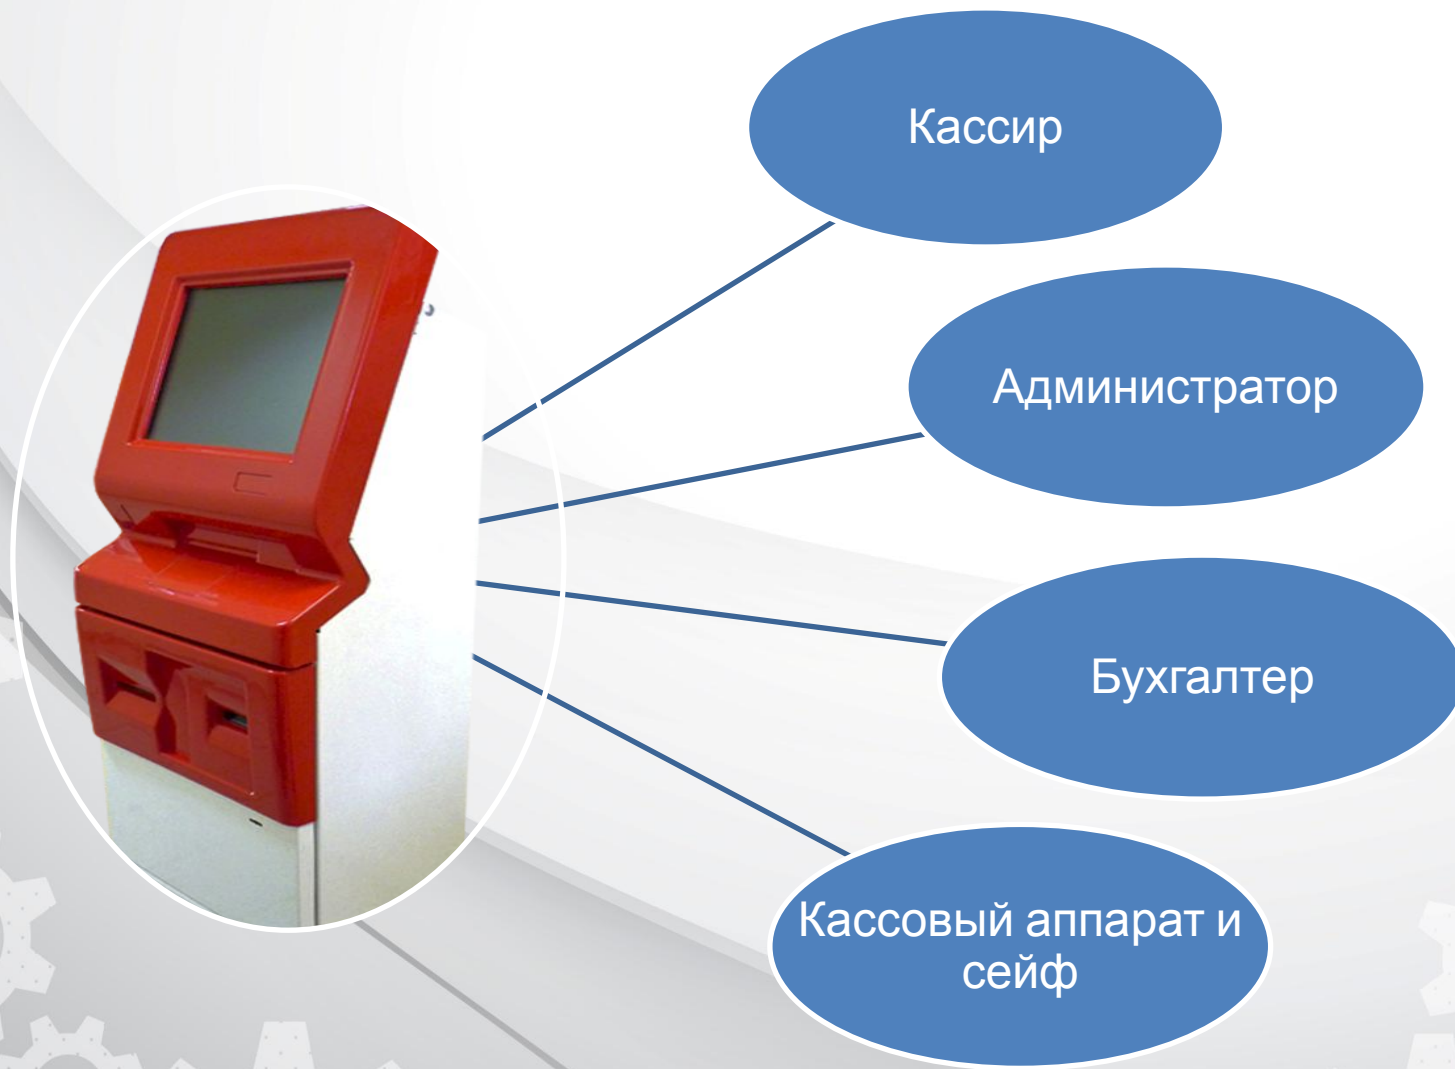 Кассир
Администратор
Бухгалтер
Кассовый аппарат и
сейф